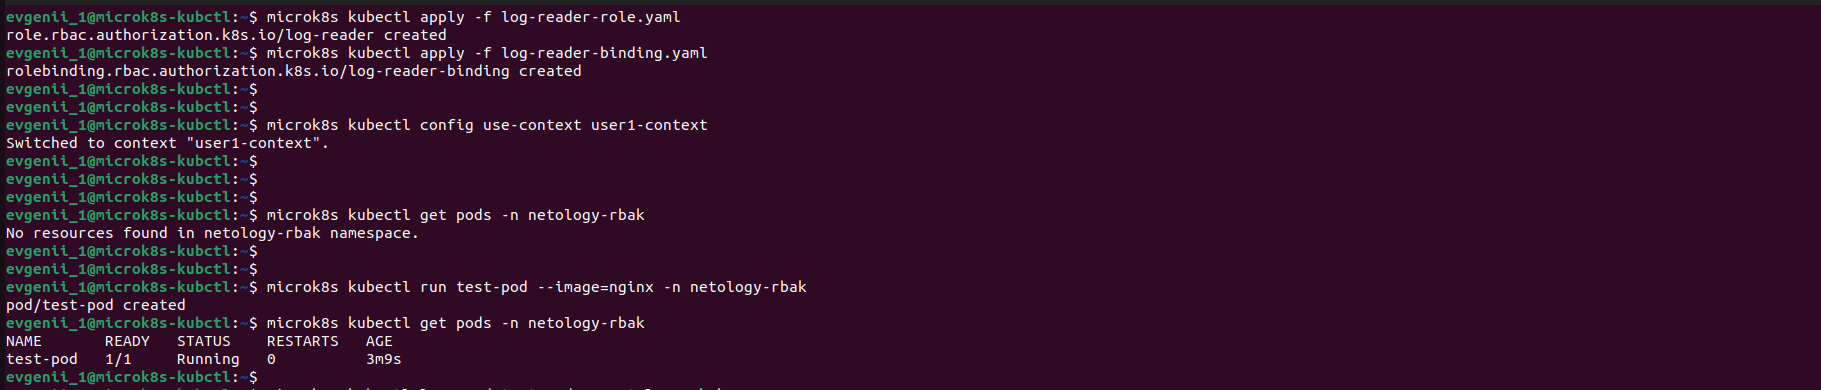 evgenii_1@microk8s-kubctl:~$ microk8s kubectl apply -f log-reader-role.yaml
role.rbac.authorization.k8s.io/log-reader created
evgenii_1@microk8s-kubctl:~$ microk8s kubectl apply -f log-reader-binding.yaml
rolebinding.rbac.authorization.k8s.io/log-reader-binding created
evgenii_1@microk8s-kubctl:~$
evgenii_1@microk8s-kubctl:~$
evgenii_1@microk8s-kubctl:~$ microk8s kubectl config use-context user1-context
Switched to context "user1-context".
evgenii_1@microk8s-kubctl:~$
evgenii_1@microk8s-kubctl:~$
evgenii_1@microk8s-kubctl:~$
evgenii_1@microk8s-kubctl:~$ microk8s kubectl get pods -n netology-rbak
No resources found in netology-rbak namespace.
evgenii_1@microk8s-kubctl:~$
evgenii_1@microk8s-kubctl:~$
evgenii_1@microk8s-kubctl:~$ microk8s kubectl run test-pod --image=nginx -n netology-rbak
pod/test-pod created
evgenii_1@microk8s-kubctl:~$ microk8s kubectl get pods -n netology-rbak
NAME READY STATUS RESTARTS AGE
test-pod 1/1 Running 0 3m9s
evgenii_1@microk8s-kubctl:~$